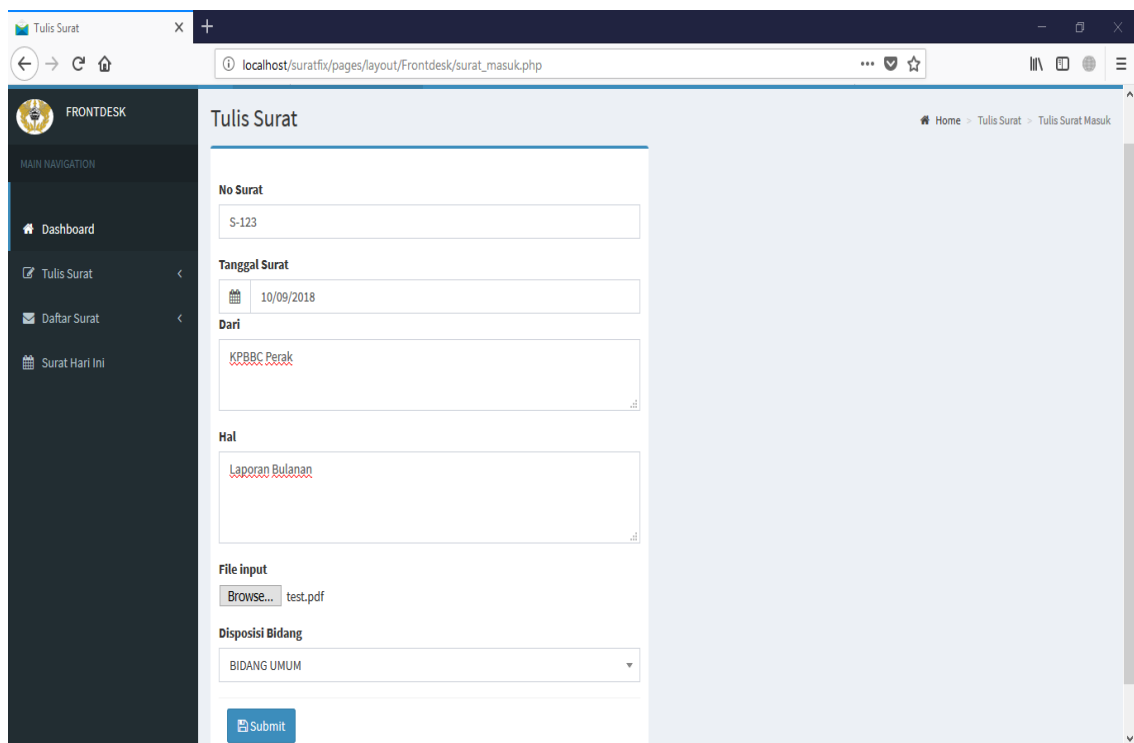 Tulis Surat
localhost/suratfix/pages/layout/Frontdesk/surat_masuk.php
FRONTDESK
MAIN NAVIGATION
Dashboard
Tulis Surat
Daftar Surat
Surat Hari Ini
Tulis Surat
Home > Tulis Surat > Tulis Surat Masuk
No Surat
S-123
Tanggal Surat
10/09/2018
Dari
KPBBC Perak
Hal
Laporan Bulanan
File input
Browse... test.pdf
Disposisi Bidang
BIDANG UMUM
Submit